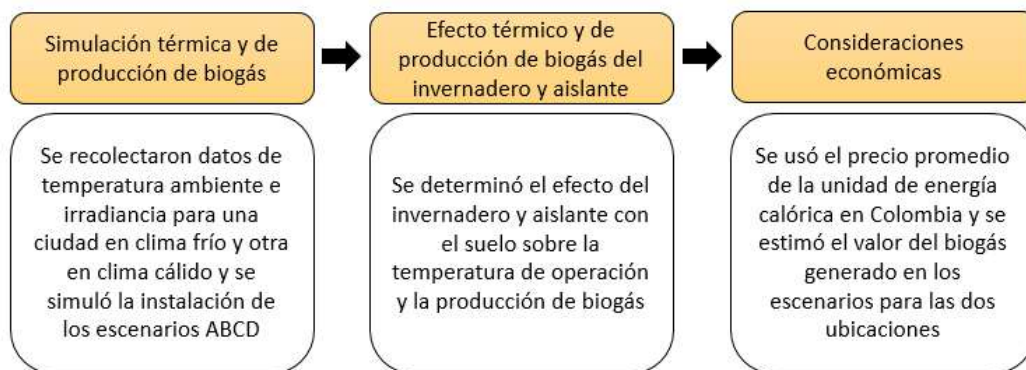 Simulación térmica y de
producción de biogás
Efecto térmico y de
producción de biogás del
invernadero y aislante
Consideraciones
económicas
Se recolectaron datos de
temperatura ambiente e
irradiancia para una
ciudad en clima frío y otra
en clima cálido y se
simuló la instalación de
los escenarios ABCD
Se determinó el efecto del
invernadero y aislante con
el suelo sobre la
temperatura de operación
y la producción de biogás
Se usó el precio promedio
de la unidad de energía
calórica en Colombia y se
estimó el valor del biogás
generado en los
escenarios para las dos
ubicaciones